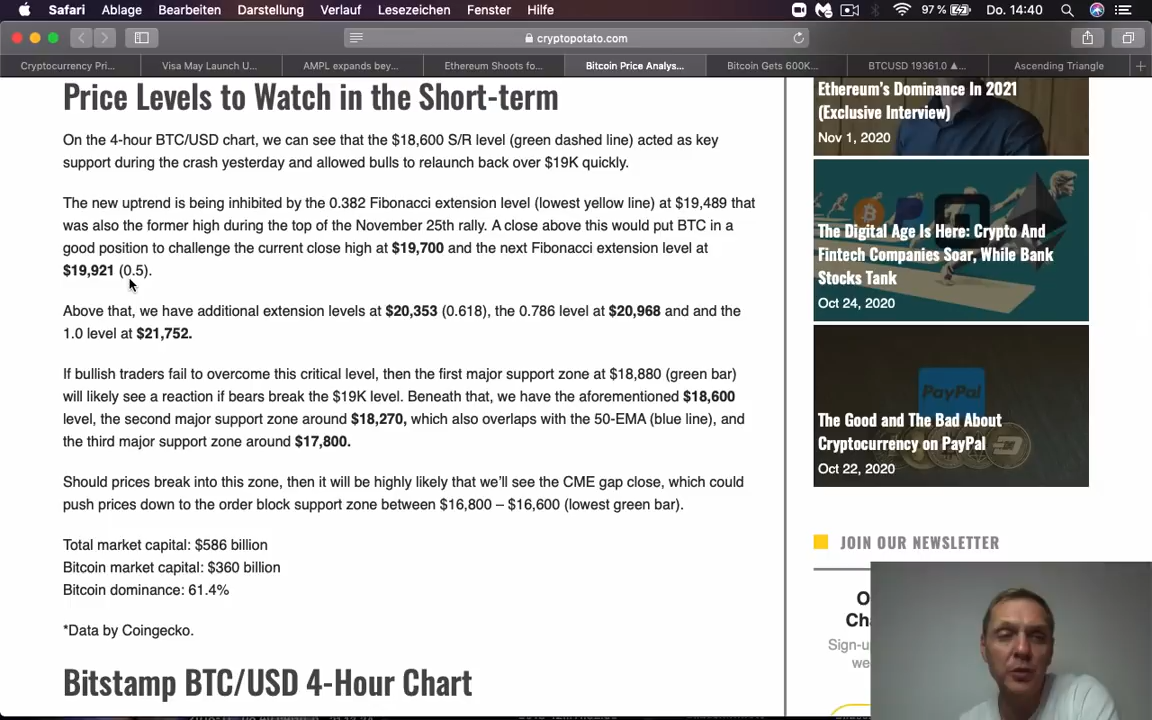 Safari Ablage Bearbeiten Darstellung Verlauf Lesezeichen Fenster Hilfe 97 % Do. 14:40
cryptopotato.com
Cryptocurrency Pri... Visa May Launch U... AMPL expands bey... Ethereum Shoots fo... Bitcoin Price Analys... Bitcoin Gets 600K... BTCUSD 19361.0 ▲... Ascending Triangle
Price Levels to Watch in the Short-term
On the 4-hour BTC/USD chart, we can see that the $18,600 S/R level (green dashed line) acted as key
support during the crash yesterday and allowed bulls to relaunch back over $19K quickly.
The new uptrend is being inhibited by the 0.382 Fibonacci extension level (lowest yellow line) at $19,489 that
was also the former high during the top of the November 25th rally. A close above this would put BTC in a
good position to challenge the current close high at $19,700 and the next Fibonacci extension level at
$19,921 (0.5).
Above that, we have additional extension levels at $20,353 (0.618), the 0.786 level at $20,968 and and the
1.0 level at $21,752.
If bullish traders fail to overcome this critical level, then the first major support zone at $18,880 (green bar)
will likely see a reaction if bears break the $19K level. Beneath that, we have the aforementioned $18,600
level, the second major support zone around $18,270, which also overlaps with the 50-EMA (blue line), and
the third major support zone around $17,800.
Should prices break into this zone, then it will be highly likely that we'll see the CME gap close, which could
push prices down to the order block support zone between $16,800 – $16,600 (lowest green bar).
Total market capital: $586 billion
Bitcoin market capital: $360 billion
Bitcoin dominance: 61.4%
*Data by Coingecko.
Bitstamp BTC/USD 4-Hour Chart
Ethereum's Dominance In 2021
(Exclusive Interview)
Nov 1, 2020
The Digital Age Is Here: Crypto And
Fintech Companies Soar, While Bank
Stocks Tank
Oct 24, 2020
PayPal
The Good and The Bad About
Cryptocurrency on PayPal
Oct 22, 2020
JOIN OUR NEWSLETTER
Sign-u
we